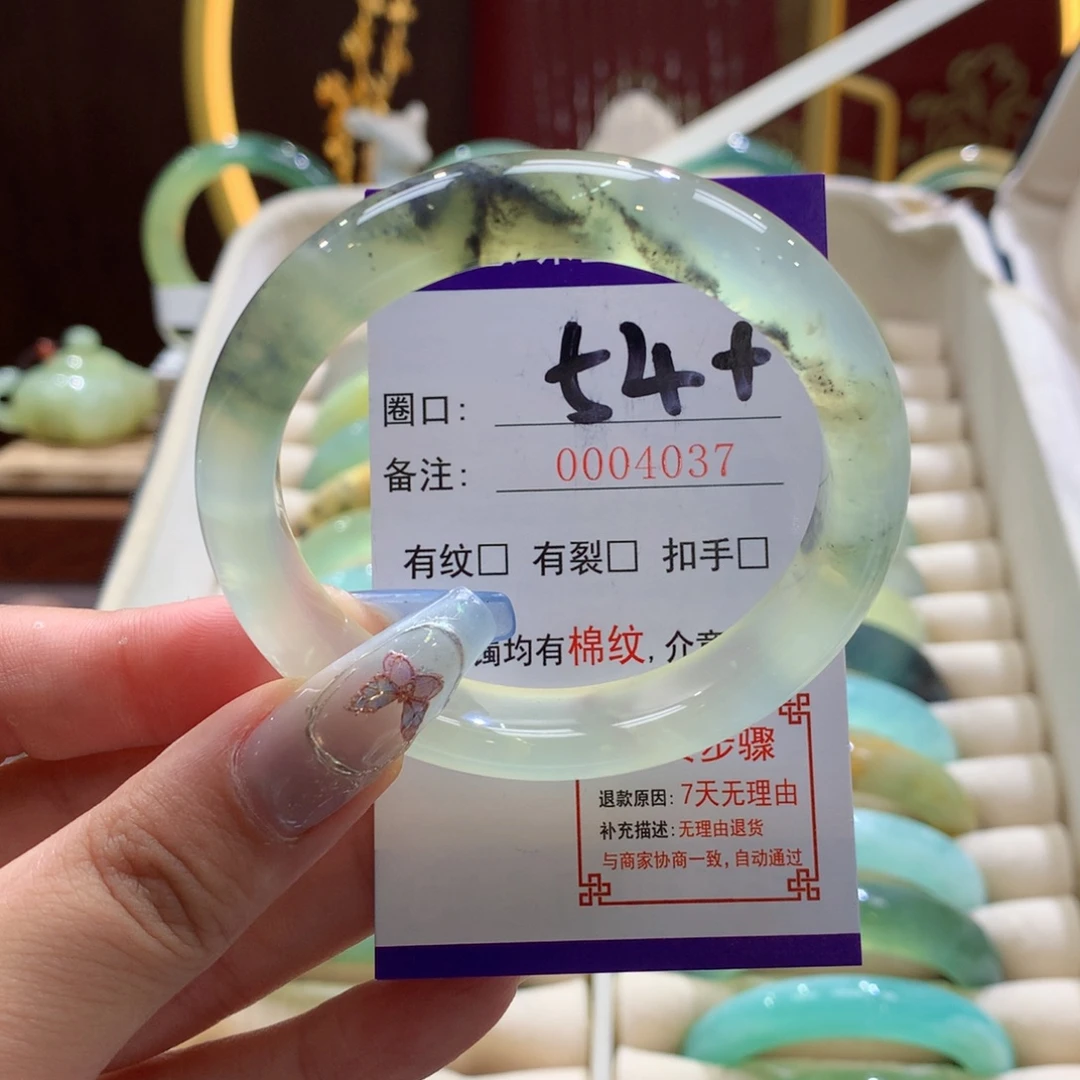 圈口: 54+
备注: 0004037
有纹□ 有裂□ 扣手□
镯均有棉纹, 介
步骤
退款原因: 7天无理由
补充描述: 无理由退货
与商家协商一致, 自动通过